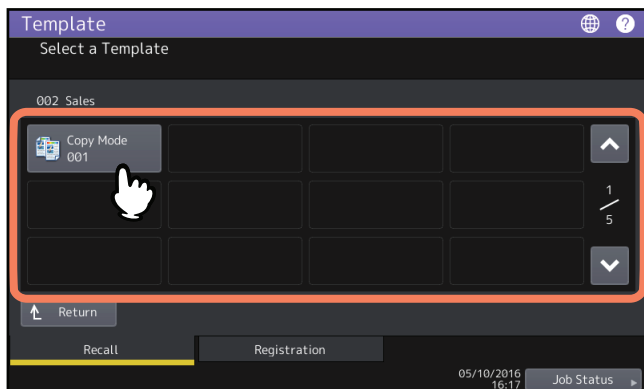 Template
?
Select a Template
002 Sales
Copy Mode
001
1
5
Return
Recall
Registration
05/10/2016
16:17
Job Status